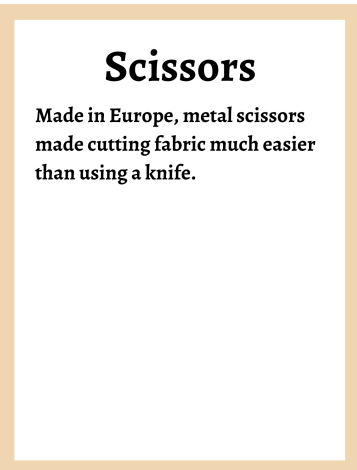 Scissors
Made in Europe, metal scissors
made cutting fabric much easier
than using a knife.